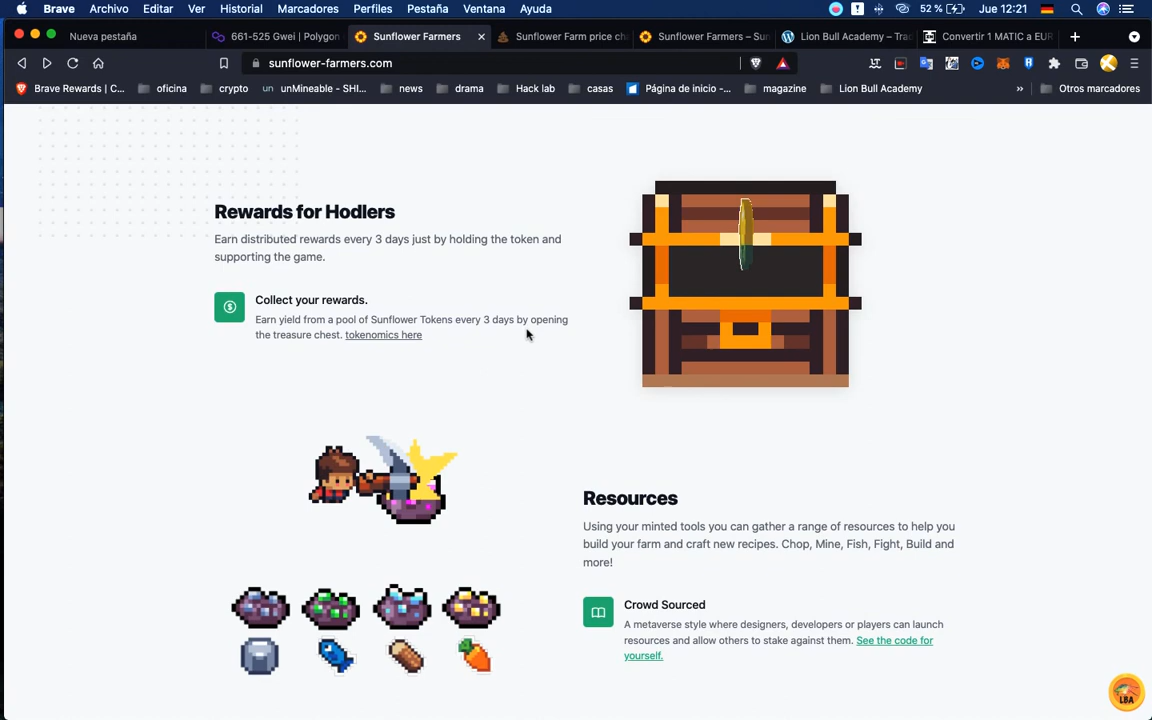 Brave Archivo Editar Ver Historial Marcadores Perfiles Pestaña Ventana Ayuda 52 % Jue 12:21
Nueva pestaña 661-525 Gwei | Polygon Sunflower Farmers Sunflower Farm price cha Sunflower Farmers – Sun Lion Bull Academy – Trad Convertir 1 MATIC a EUR
sunflower-farmers.com
Brave Rewards | C... oficina crypto un unMineable - SHI... news drama Hack lab casas Página de inicio -... magazine Lion Bull Academy » Otros marcadores
Rewards for Hodlers
Earn distributed rewards every 3 days just by holding the token and
supporting the game.
Collect your rewards.
Earn yield from a pool of Sunflower Tokens every 3 days by opening
the treasure chest. tokenomics here
Resources
Using your minted tools you can gather a range of resources to help you
build your farm and craft new recipes. Chop, Mine, Fish, Fight, Build and
more!
Crowd Sourced
A metaverse style where designers, developers or players can launch
resources and allow others to stake against them. See the code for
yourself.
LBA